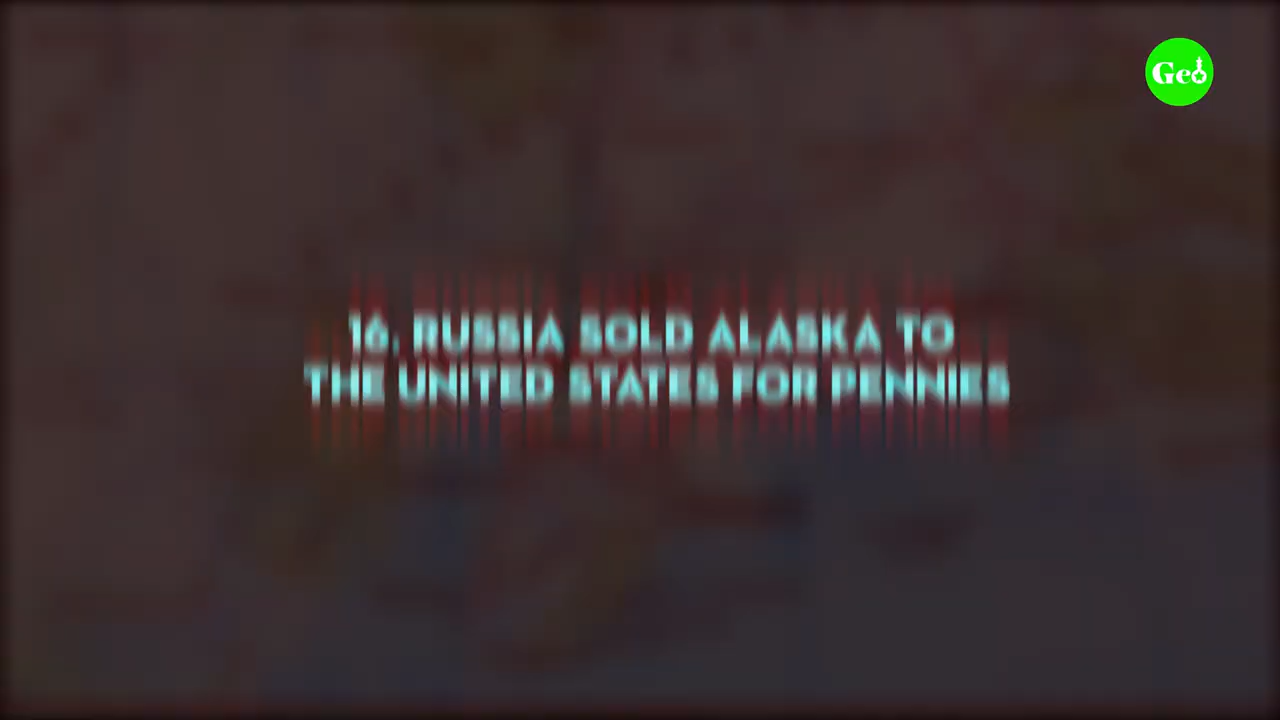 Geo
16. RUSSIA SOLD ALASKA TO
THE UNITED STATES FOR PENNIES